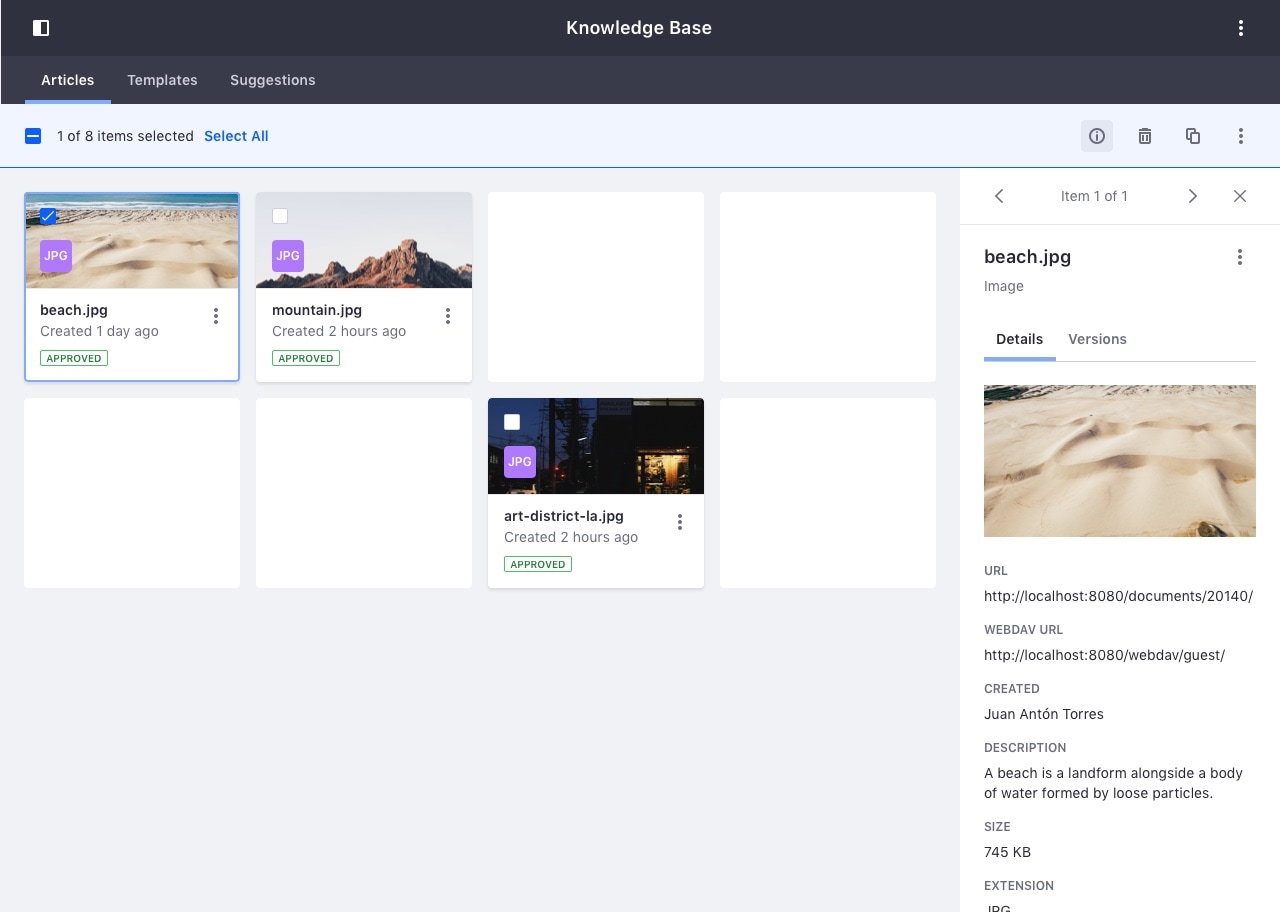 Knowledge Base
Articles
Templates
Suggestions
1 of 8 items selected Select All
JPG
beach.jpg
Created 1 day ago
APPROVED
JPG
mountain.jpg
Created 2 hours ago
APPROVED
JPG
art-district-la.jpg
Created 2 hours ago
APPROVED
Item 1 of 1
beach.jpg
Image
Details
Versions
URL
http://localhost:8080/documents/20140/
WEBDAV URL
http://localhost:8080/webdav/guest/
CREATED
Juan Antón Torres
DESCRIPTION
A beach is a landform alongside a body
of water formed by loose particles.
SIZE
745 KB
EXTENSION
JPG